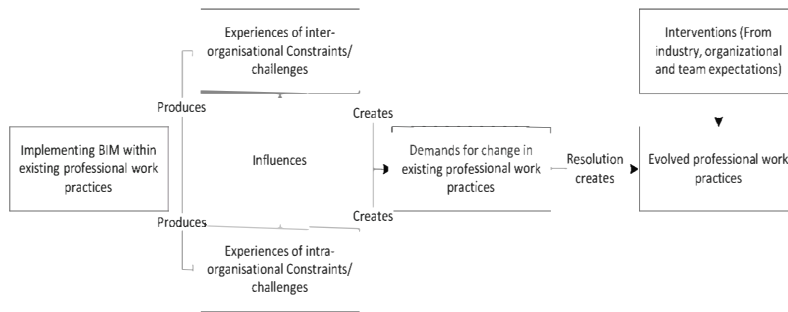 Experiences of inter-
organisational Constraints/
challenges
Interventions (From
industry, organizational
and team expectations)
Produces
Creates
Implementing BIM within
existing professional work
practices
Influences
Demands for change in
existing professional work
practices
Resolution
creates
Evolved professional work
practices
Produces
Creates
Experiences of intra-
organisational Constraints/
challenges